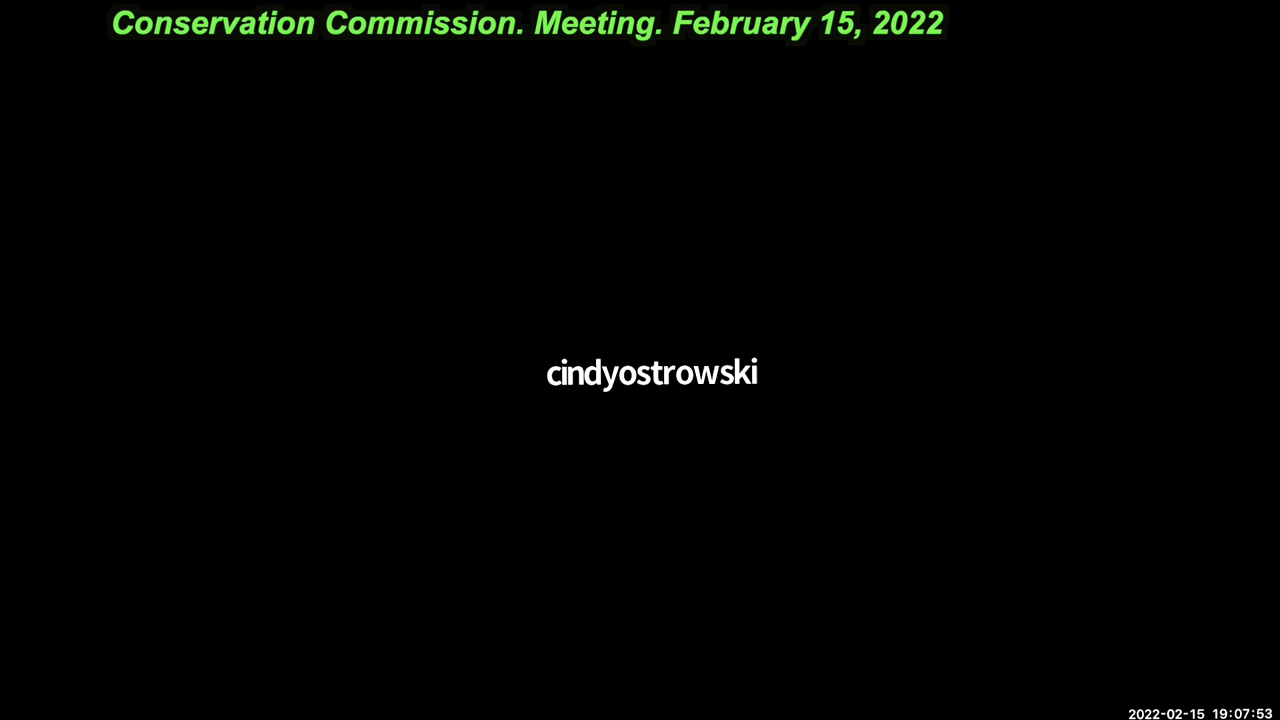 Conservation Commission. Meeting. February 15, 2022
cindyostrowski
2022-02-15 19:07:53